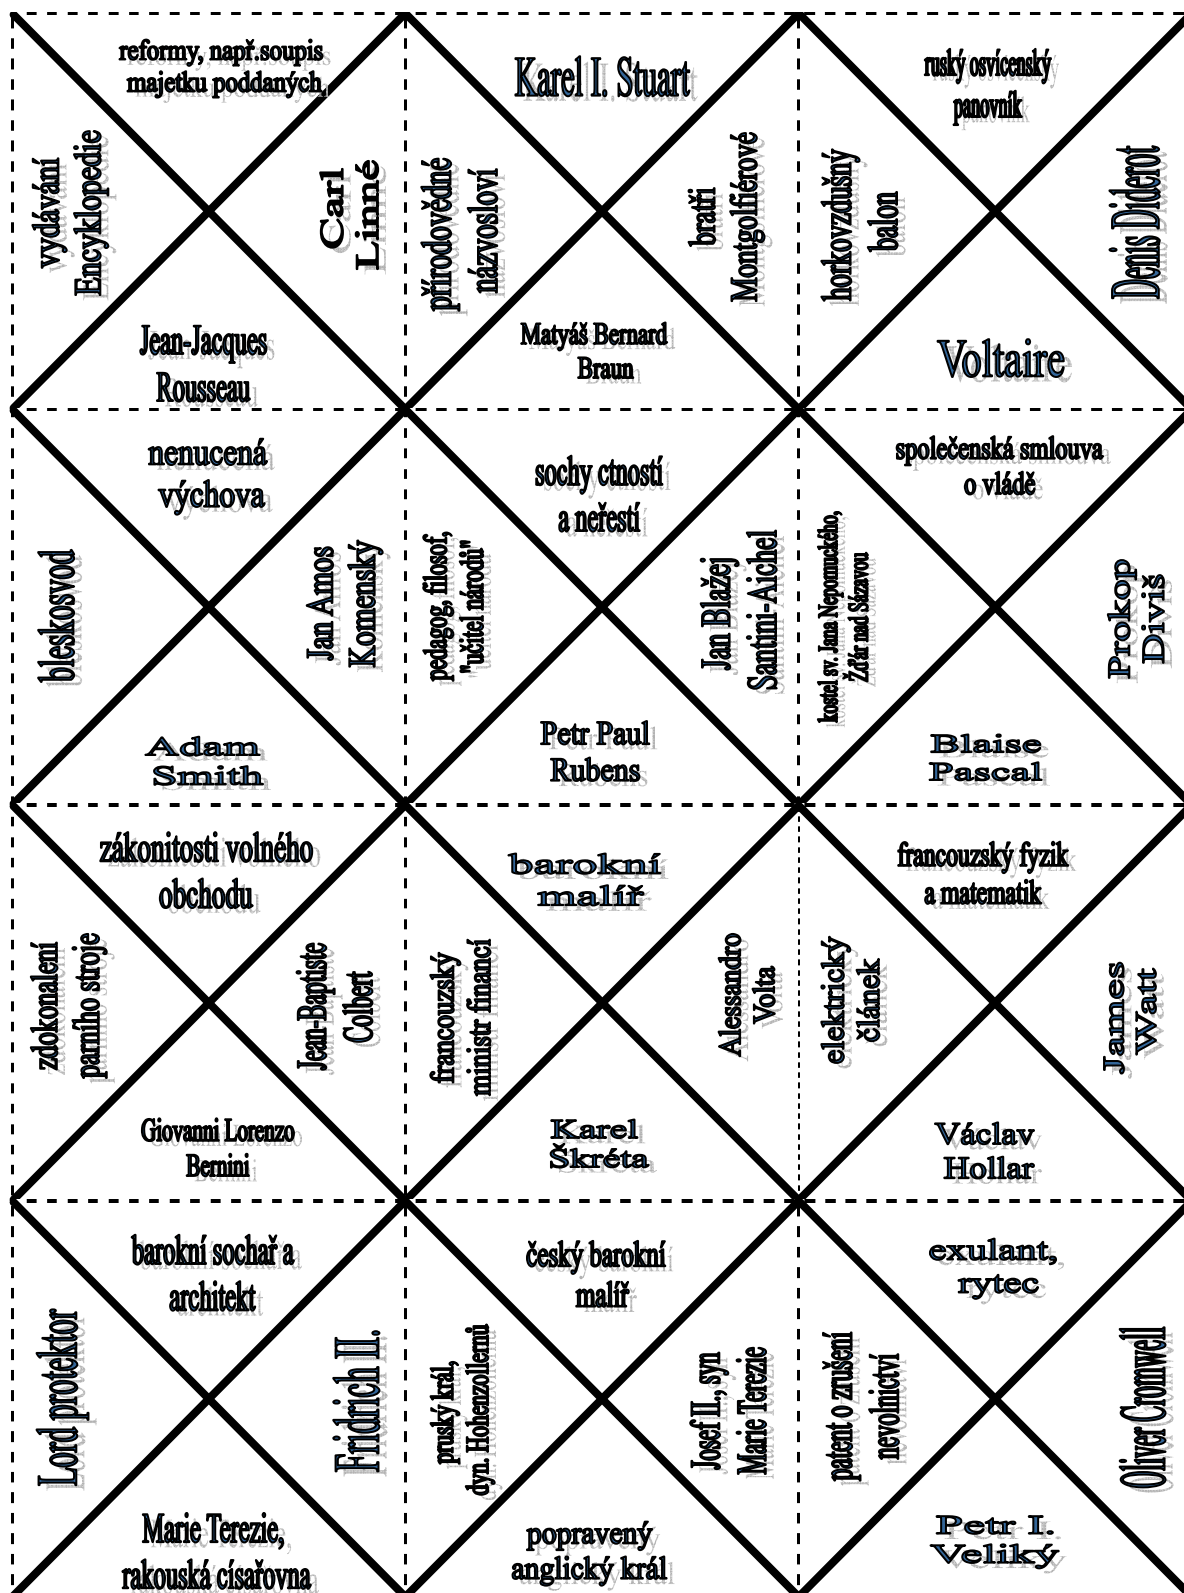 reformy, např.soupis
majetku poddaných
vydávání
Encyklopedie
Carl
Linné
Jean-Jacques
Rousseau
Karel I. Stuart
přírodovědné
názvosloví
bratři
Montgolfiérové
Matyáš Bernard
Braun
ruský osvícenský
panovník
horkovzdušný
balon
Denis Diderot
Voltaire
nenucená
výchova
bleskosvod
Jan Amos
Komenský
Adam
Smith
sochy ctností
a neřestí
pedagog, filosof,
"učitel národů"
Jan Blažej
Santini-Aichel
Petr Paul
Rubens
společenská smlouva
o vládě
kostel sv. Jana Nepomuckého,
Žďár nad Sázavou
Prokop
Diviš
Blaise
Pascal
zákonitosti volného
obchodu
zdokonalení
parního stroje
Jean-Baptiste
Colbert
Giovanni Lorenzo
Bernini
barokní
malíř
francouzský
ministr financí
Alessandro
Volta
Karel
Škréta
francouzský fyzik
a matematik
elektrický
článek
James
Watt
Václav
Hollar
barokní sochař a
architekt
Lord protektor
Fridrich III.
Marie Terezie,
rakouská císařovna
český barokní
malíř
pruský král,
dyn. Hohenzollernů
Josef II., syn
Marie Terezie
popravený
anglický král
exulant,
rytec
patent o zrušení
nevolnictví
Oliver Cromwell
Petr I.
Veliký